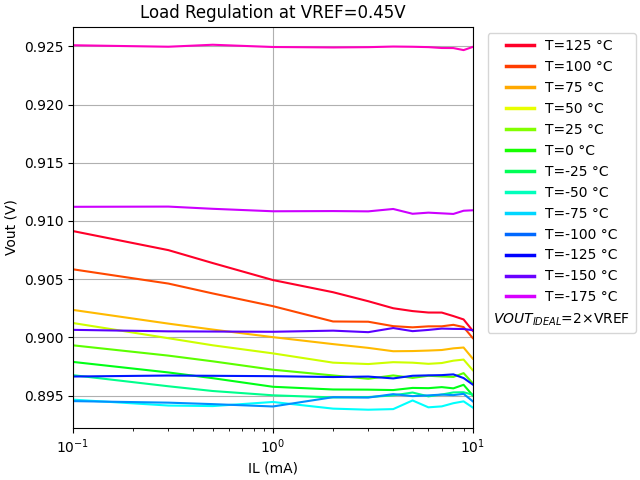 Load Regulation at VREF=0.45V
Vout (V)
0.925
0.920
0.915
0.910
0.905
0.900
0.895
10⁻¹
10⁰
10¹
IL (mA)
T=125 °C
T=100 °C
T=75 °C
T=50 °C
T=25 °C
T=0 °C
T=-25 °C
T=-50 °C
T=-75 °C
T=-100 °C
T=-125 °C
T=-150 °C
T=-175 °C
VOUT_IDEAL=2×VREF